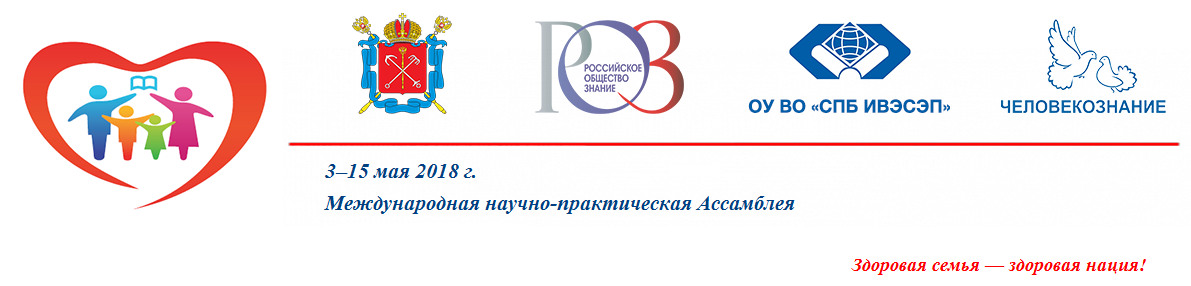 РОЗ
РОССИЙСКОЕ
ОБЩЕСТВО
ЗНАНИЕ
ОУ ВО «СПБ ИВЭСЭП»
ЧЕЛОВЕКОЗНАНИЕ
3–15 мая 2018 г.
Международная научно-практическая Ассамблея
Здоровая семья — здоровая нация!